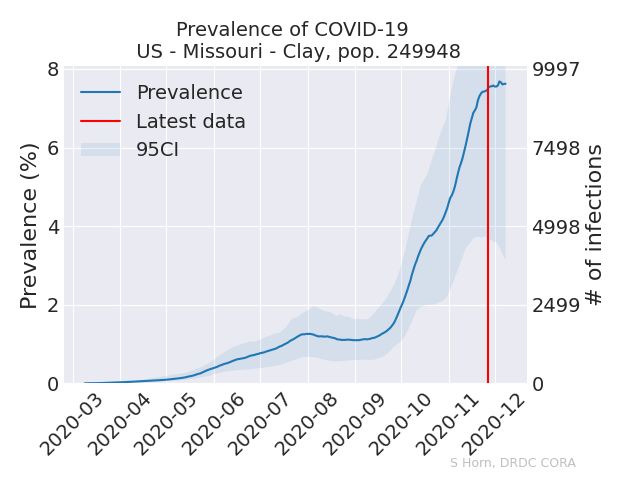 Prevalence of COVID-19
US - Missouri - Clay, pop. 249948
Prevalence
Latest data
95CI
Prevalence (%)
8
6
4
2
0
9997
7498
4998
2499
0
# of infections
2020-03
2020-04
2020-05
2020-06
2020-07
2020-08
2020-09
2020-10
2020-11
2020-12
S Horn, DRDC CORA